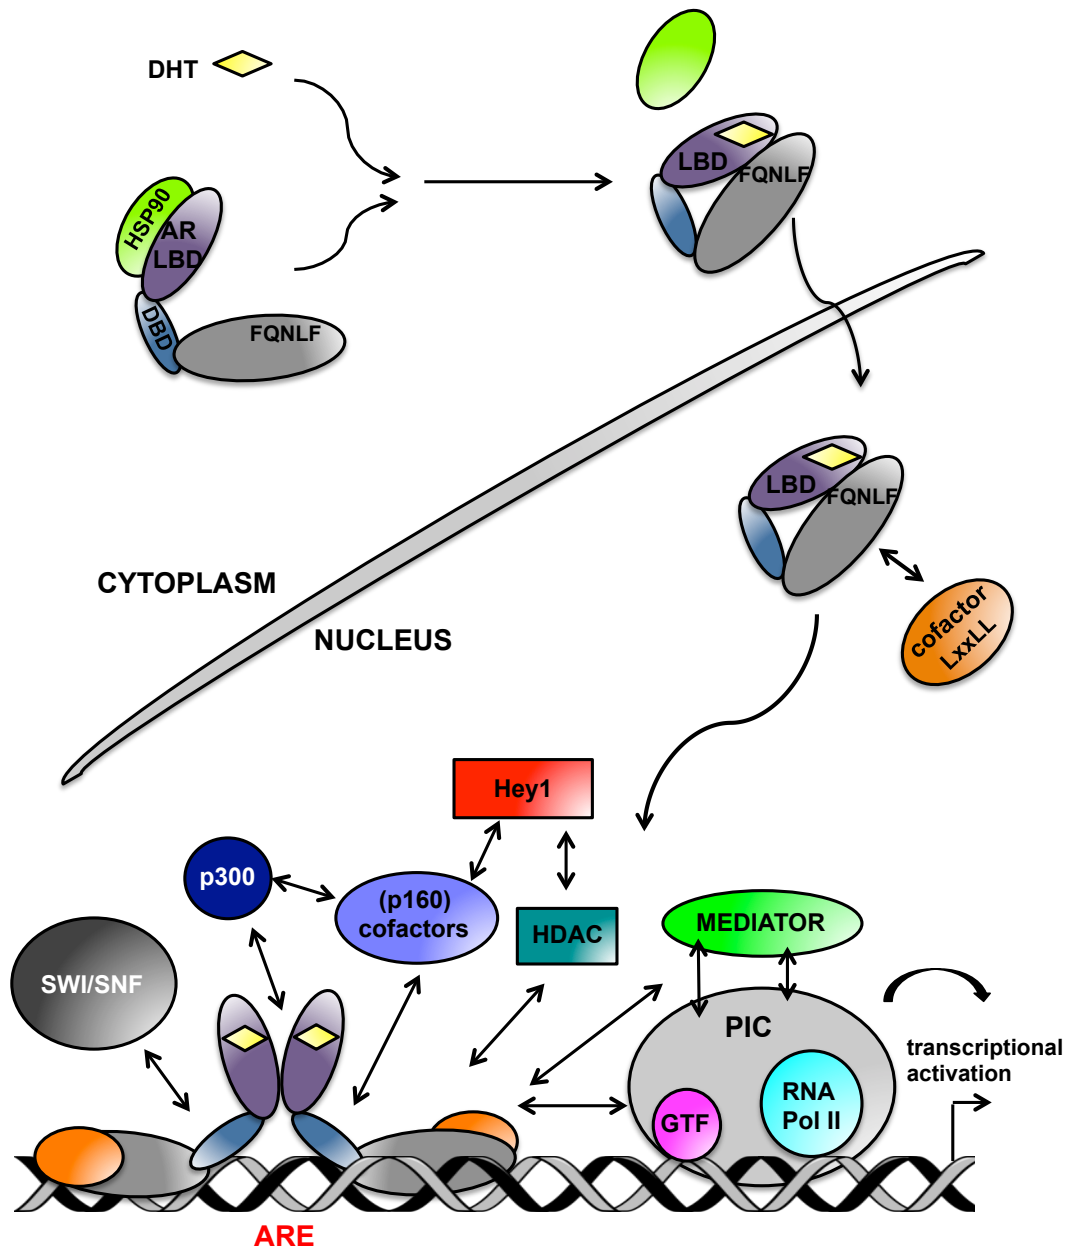 DHT
HSP90
AR
LBD
DBD
FQNLF
LBD
FQNLF
LBD
FQNLF
CYTOPLASM
NUCLEUS
cofactor
LxxLL
Hey1
p300
(p160)
cofactors
HDAC
MEDIATOR
SWI/SNF
PIC
transcriptional
activation
GTF
RNA
Pol II
ARE